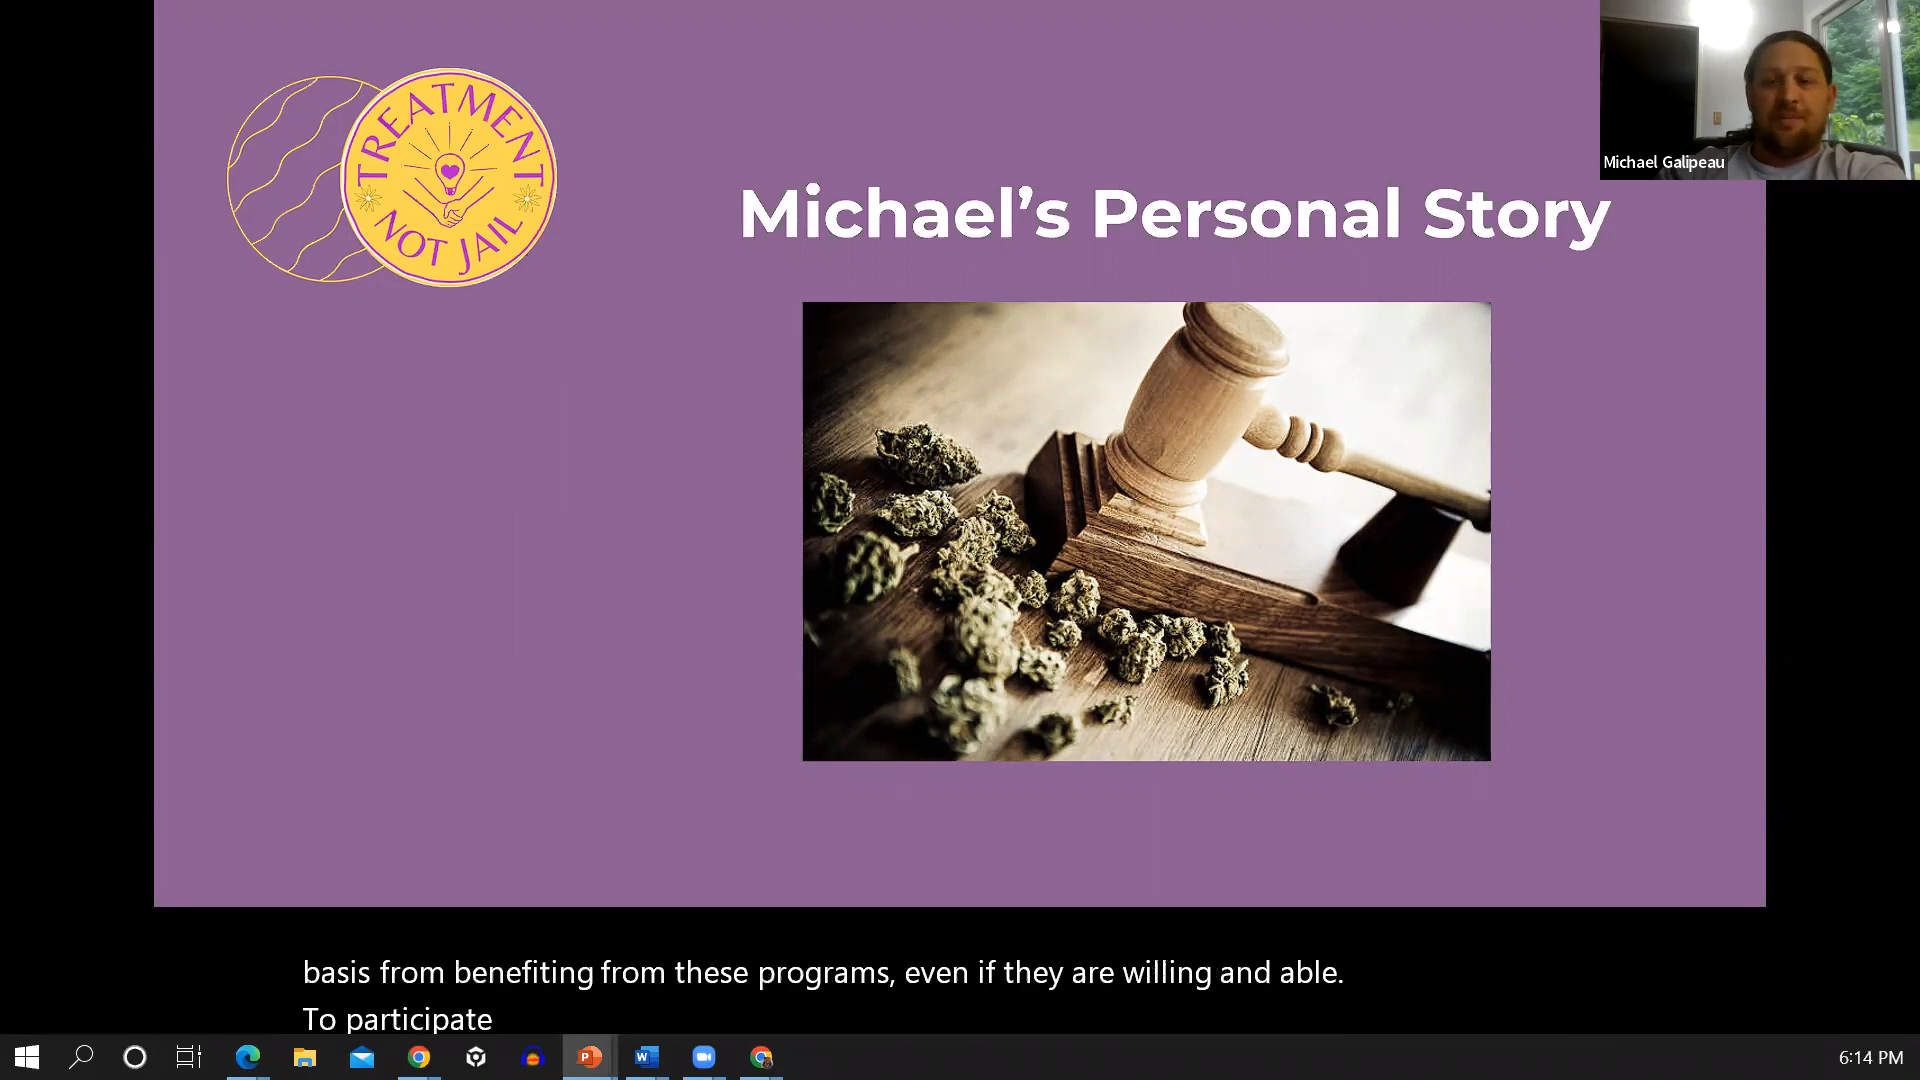 TREATMENT
NOT JAIL
Michael Galipeau
Michael’s Personal Story
basis from benefiting from these programs, even if they are willing and able.
To participate
6:14 PM